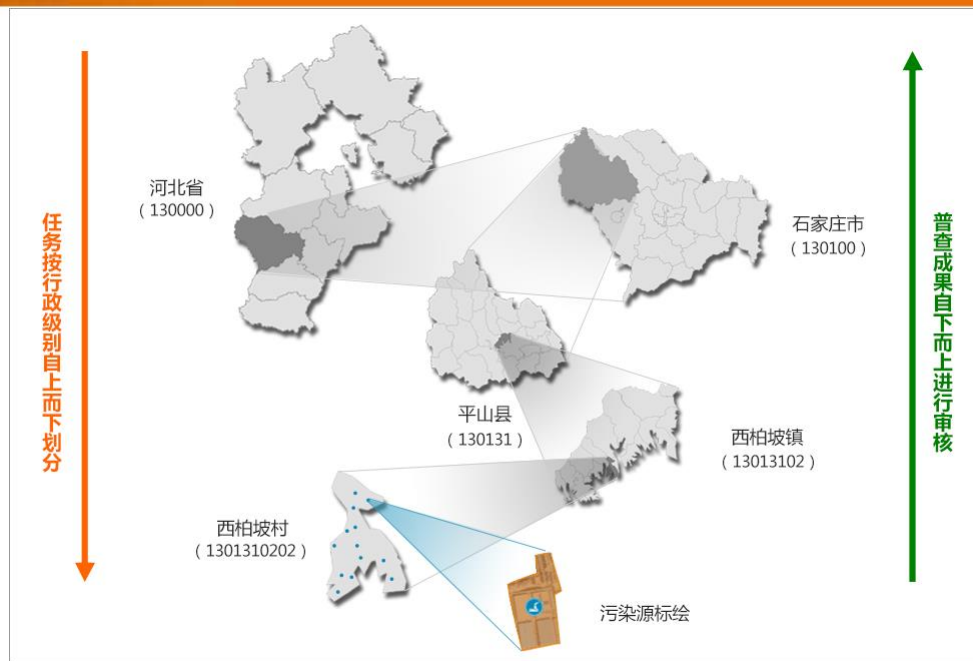 河北省
（130000）
石家庄市
（130100）
任务按行政级别自上而下划分
普查成果自下而上进行审核
平山县
（130131）
西柏坡镇
（13013102）
西柏坡村
（1301310202）
污染源标绘